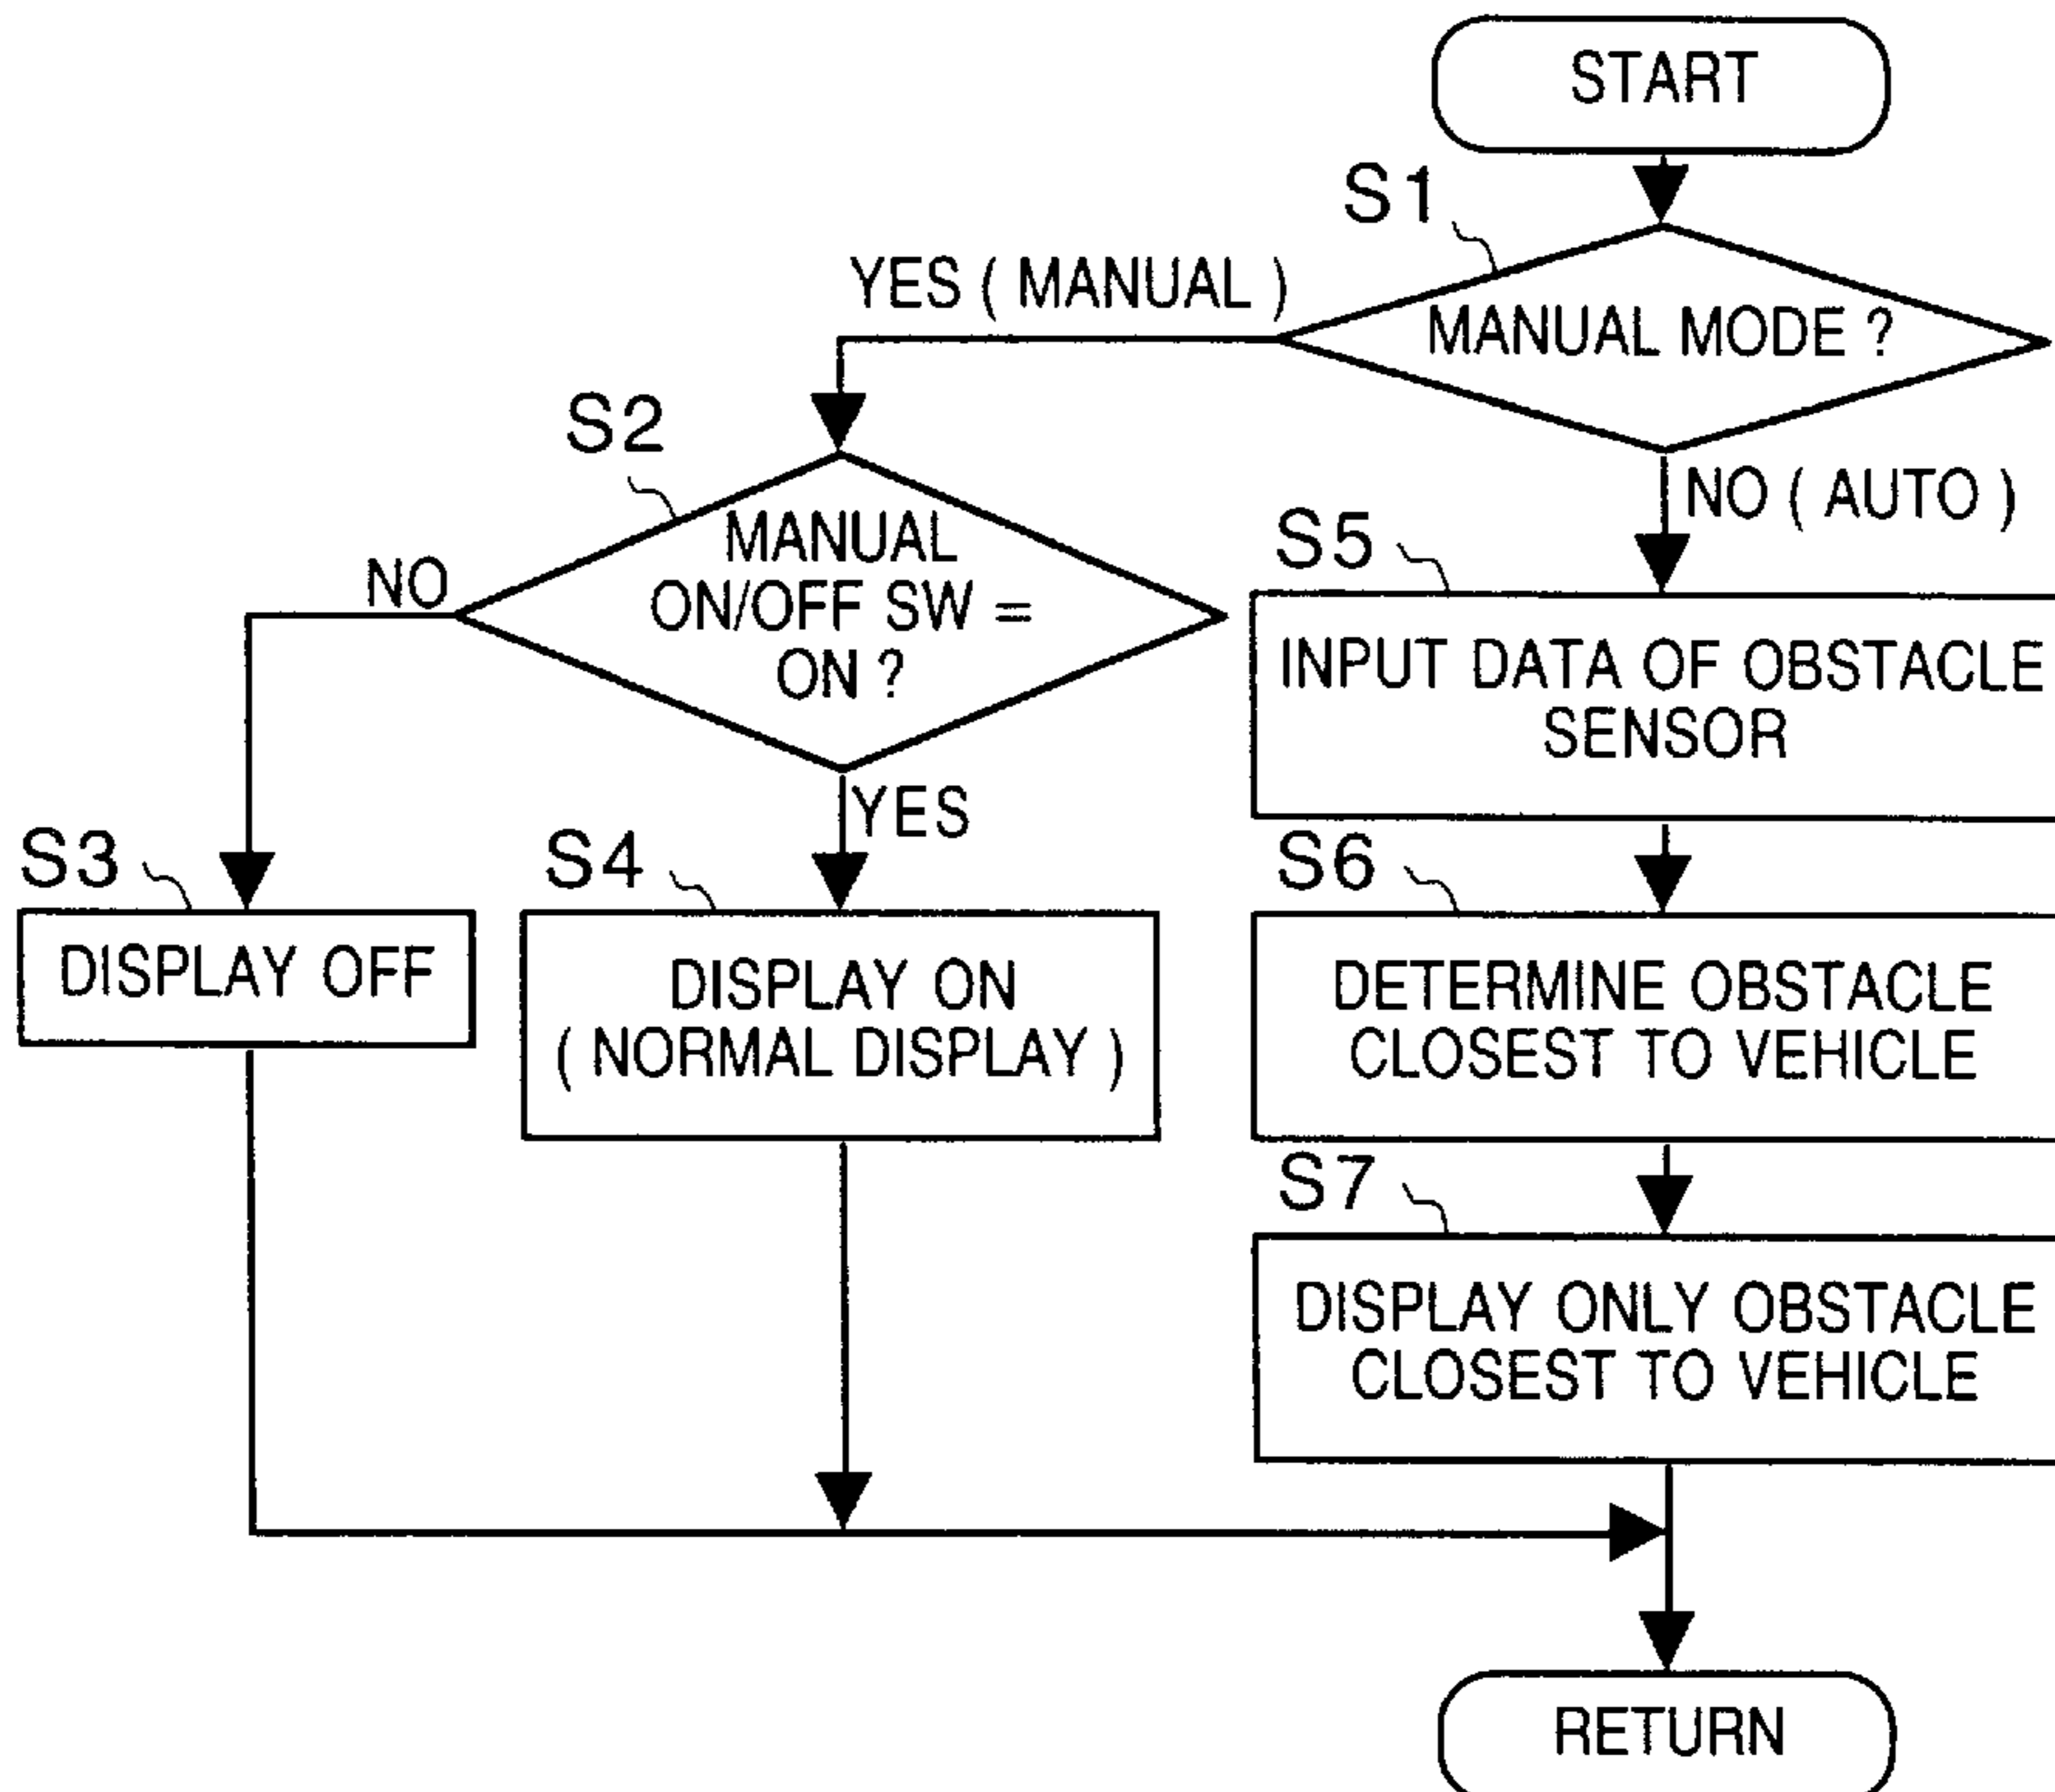 START
S1
YES ( MANUAL )
MANUAL MODE ?
S2
NO ( AUTO )
MANUAL
ON/OFF SW =
ON ?
NO
S5
INPUT DATA OF OBSTACLE
SENSOR
YES
S3
DISPLAY OFF
S4
DISPLAY ON
( NORMAL DISPLAY )
S6
DETERMINE OBSTACLE
CLOSEST TO VEHICLE
S7
DISPLAY ONLY OBSTACLE
CLOSEST TO VEHICLE
RETURN